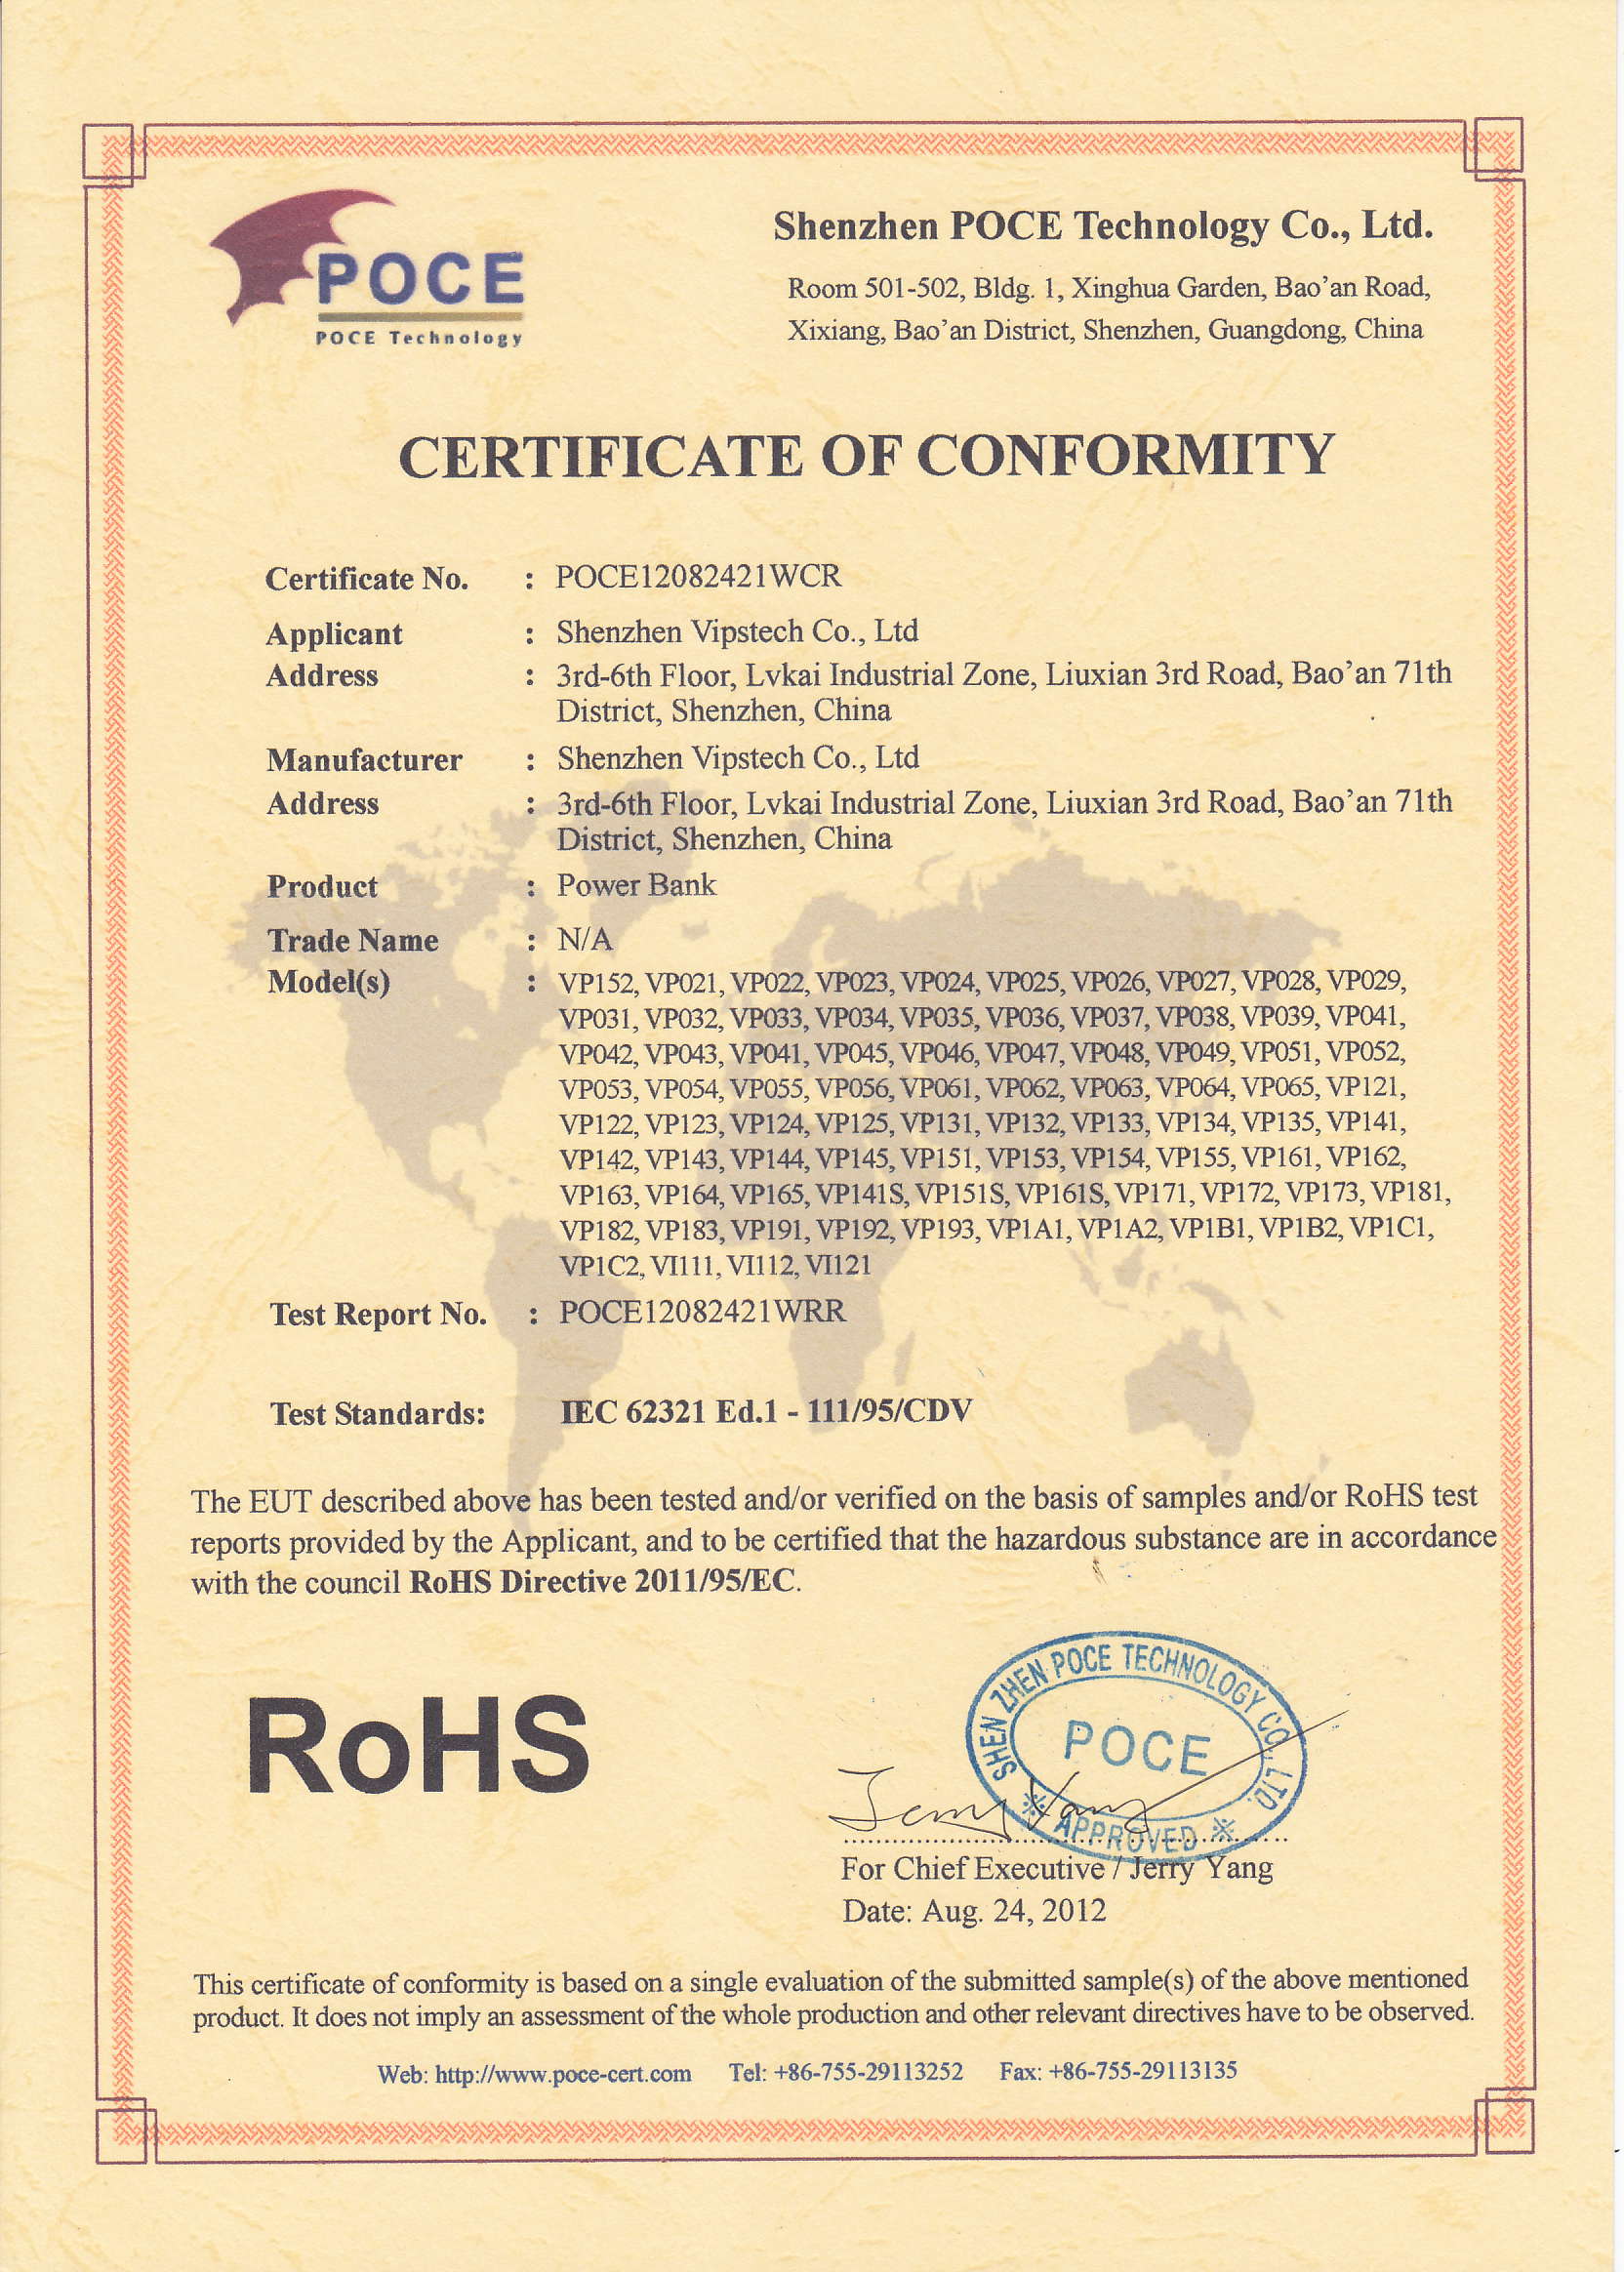 POCE
POCE Technology
Shenzhen POCE Technology Co., Ltd.
Room 501-502, Bldg. 1, Xinghua Garden, Bao’an Road,
Xixiang, Bao’an District, Shenzhen, Guangdong, China
CERTIFICATE OF CONFORMITY
Certificate No. : POCE12082421WCR
Applicant : Shenzhen Vipstech Co., Ltd
Address : 3rd-6th Floor, Lvkai Industrial Zone, Liuxian 3rd Road, Bao’an 71th
District, Shenzhen, China
Manufacturer : Shenzhen Vipstech Co., Ltd
Address : 3rd-6th Floor, Lvkai Industrial Zone, Liuxian 3rd Road, Bao’an 71th
District, Shenzhen, China
Product : Power Bank
Trade Name : N/A
Model(s) : VP152, VP021, VP022, VP023, VP024, VP025, VP026, VP027, VP028, VP029,
VP031, VP032, VP033, VP034, VP035, VP036, VP037, VP038, VP039, VP041,
VP042, VP043, VP041, VP045, VP046, VP047, VP048, VP049, VP051, VP052,
VP053, VP054, VP055, VP056, VP061, VP062, VP063, VP064, VP065, VP121,
VP122, VP123, VP124, VP125, VP131, VP132, VP133, VP134, VP135, VP141,
VP142, VP143, VP144, VP145, VP151, VP153, VP154, VP155, VP161, VP162,
VP163, VP164, VP165, VP141S, VP151S, VP161S, VP171, VP172, VP173, VP181,
VP182, VP183, VP191, VP192, VP193, VP1A1, VP1A2, VP1B1, VP1B2, VP1C1,
VP1C2, VI111, VI112, VI121
Test Report No. : POCE12082421WRR
Test Standards: IEC 62321 Ed.1 - 111/95/CDV
The EUT described above has been tested and/or verified on the basis of samples and/or RoHS test
reports provided by the Applicant, and to be certified that the hazardous substance are in accordance
with the council RoHS Directive 2011/95/EC.
RoHS
SHEN ZHEN POCE TECHNOLOGY CO., LTD.
POCE
※ APPROVED ※
Jerry Yang
For Chief Executive / Jerry Yang
Date: Aug. 24, 2012
This certificate of conformity is based on a single evaluation of the submitted sample(s) of the above mentioned
product. It does not imply an assessment of the whole production and other relevant directives have to be observed.
Web: http://www.poce-cert.com Tel: +86-755-29113252 Fax: +86-755-29113135